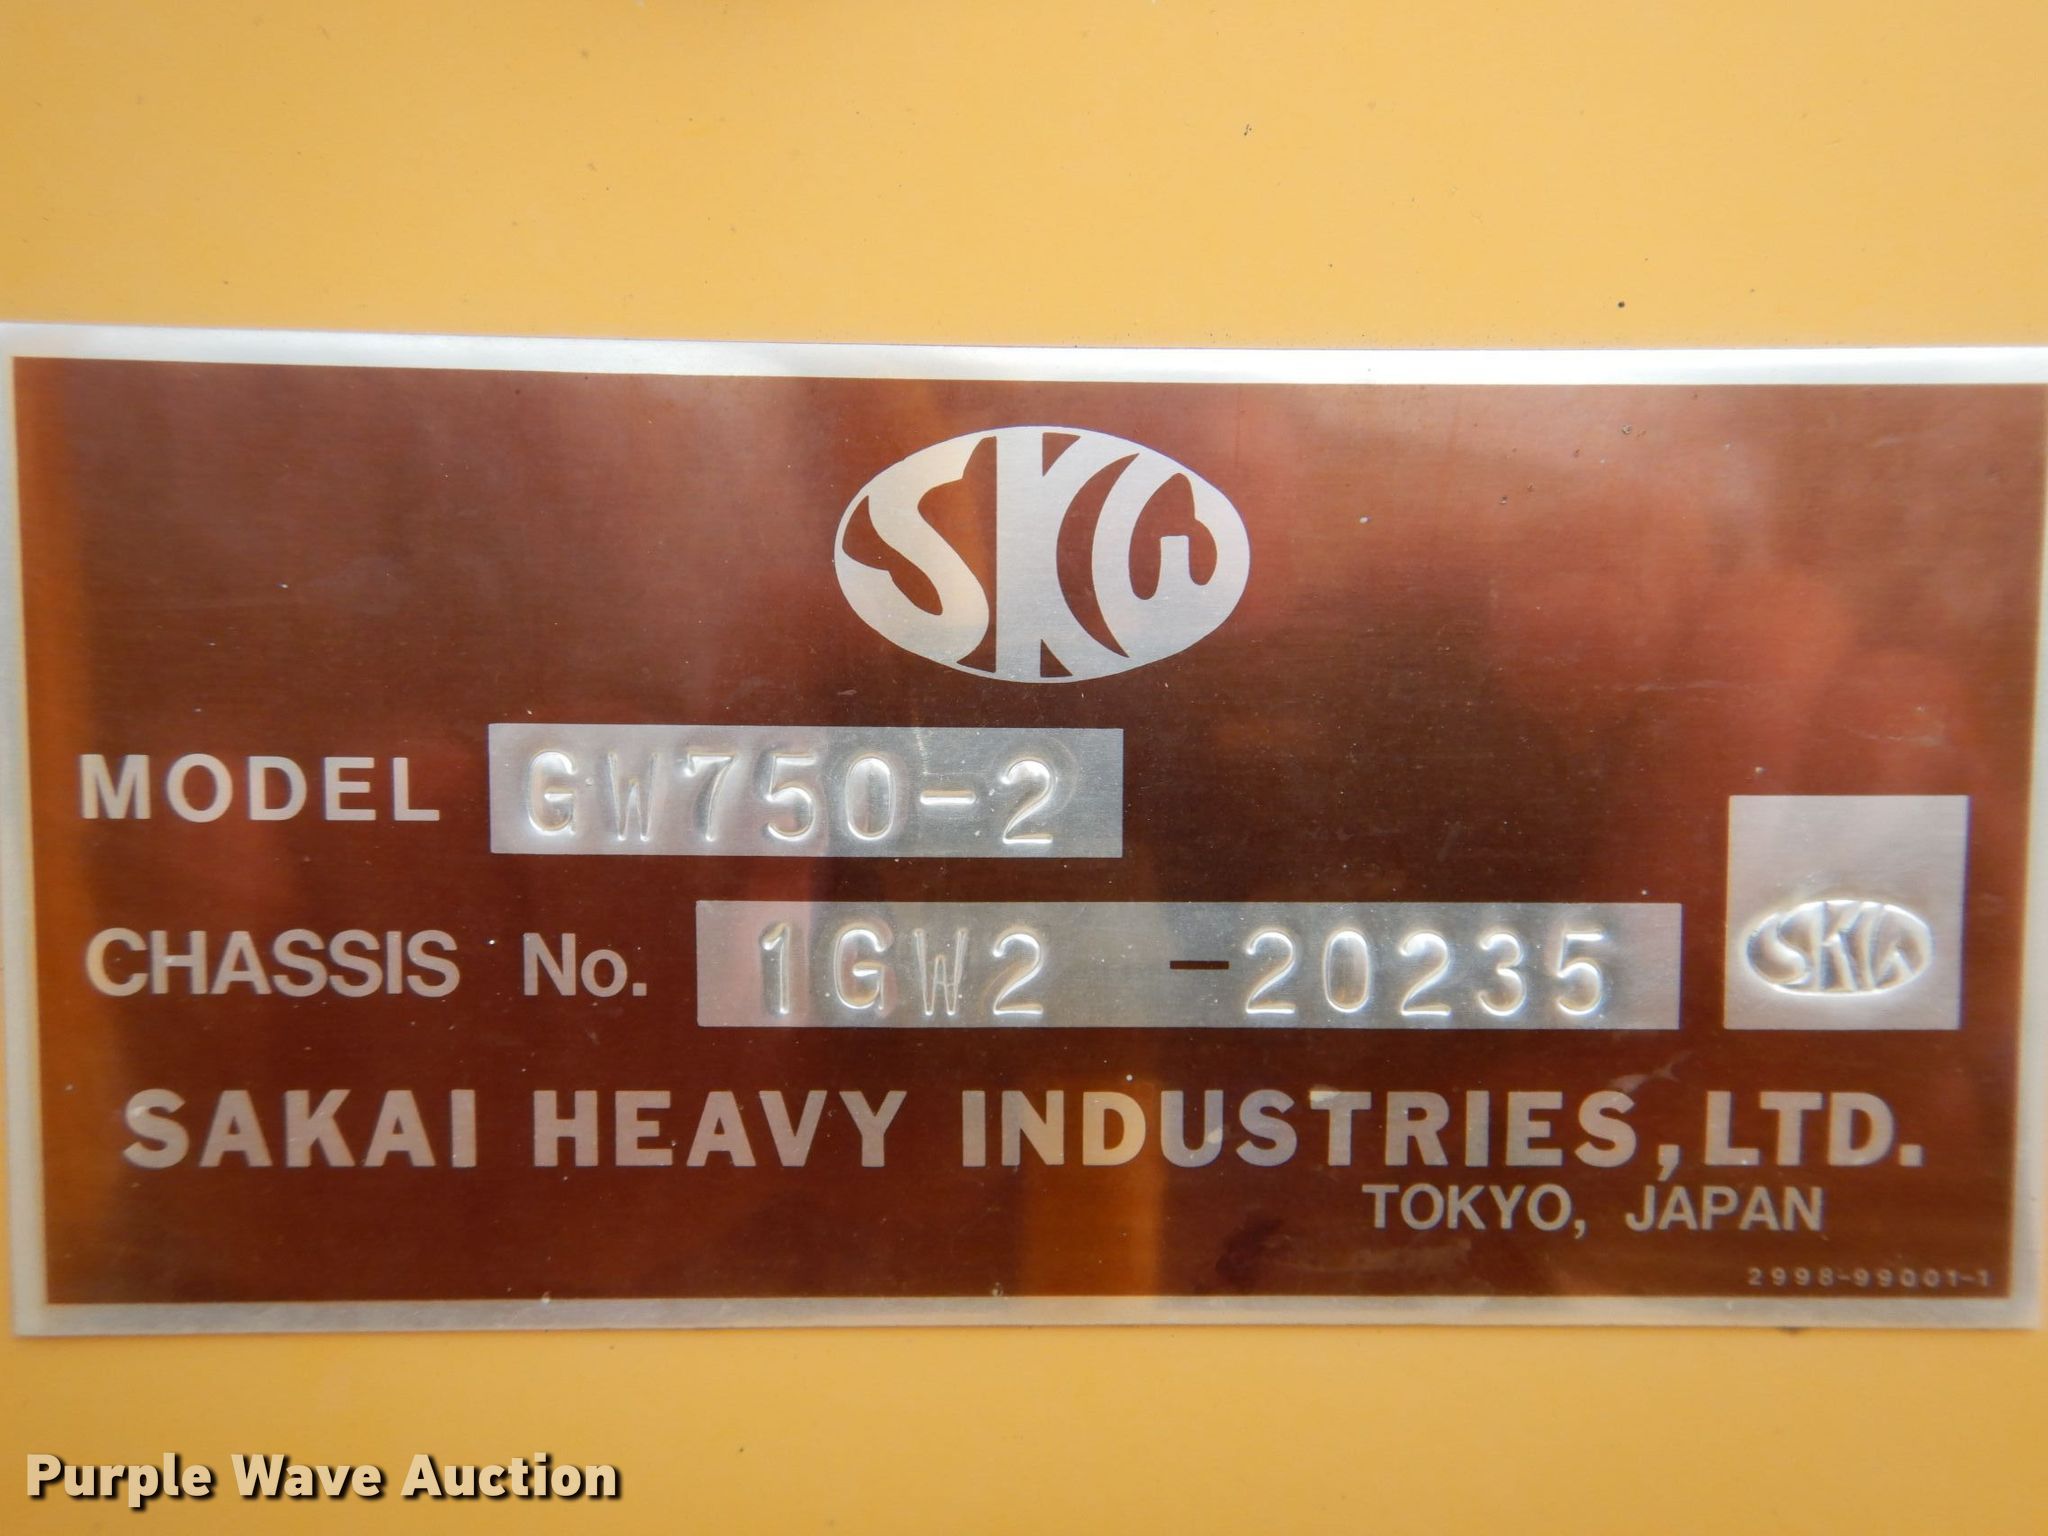 SKW
MODEL GW750-2
CHASSIS No. 1GW2 -20235
SKW
SAKAI HEAVY INDUSTRIES, LTD.
TOKYO, JAPAN
2998-99001-1
Purple Wave Auction